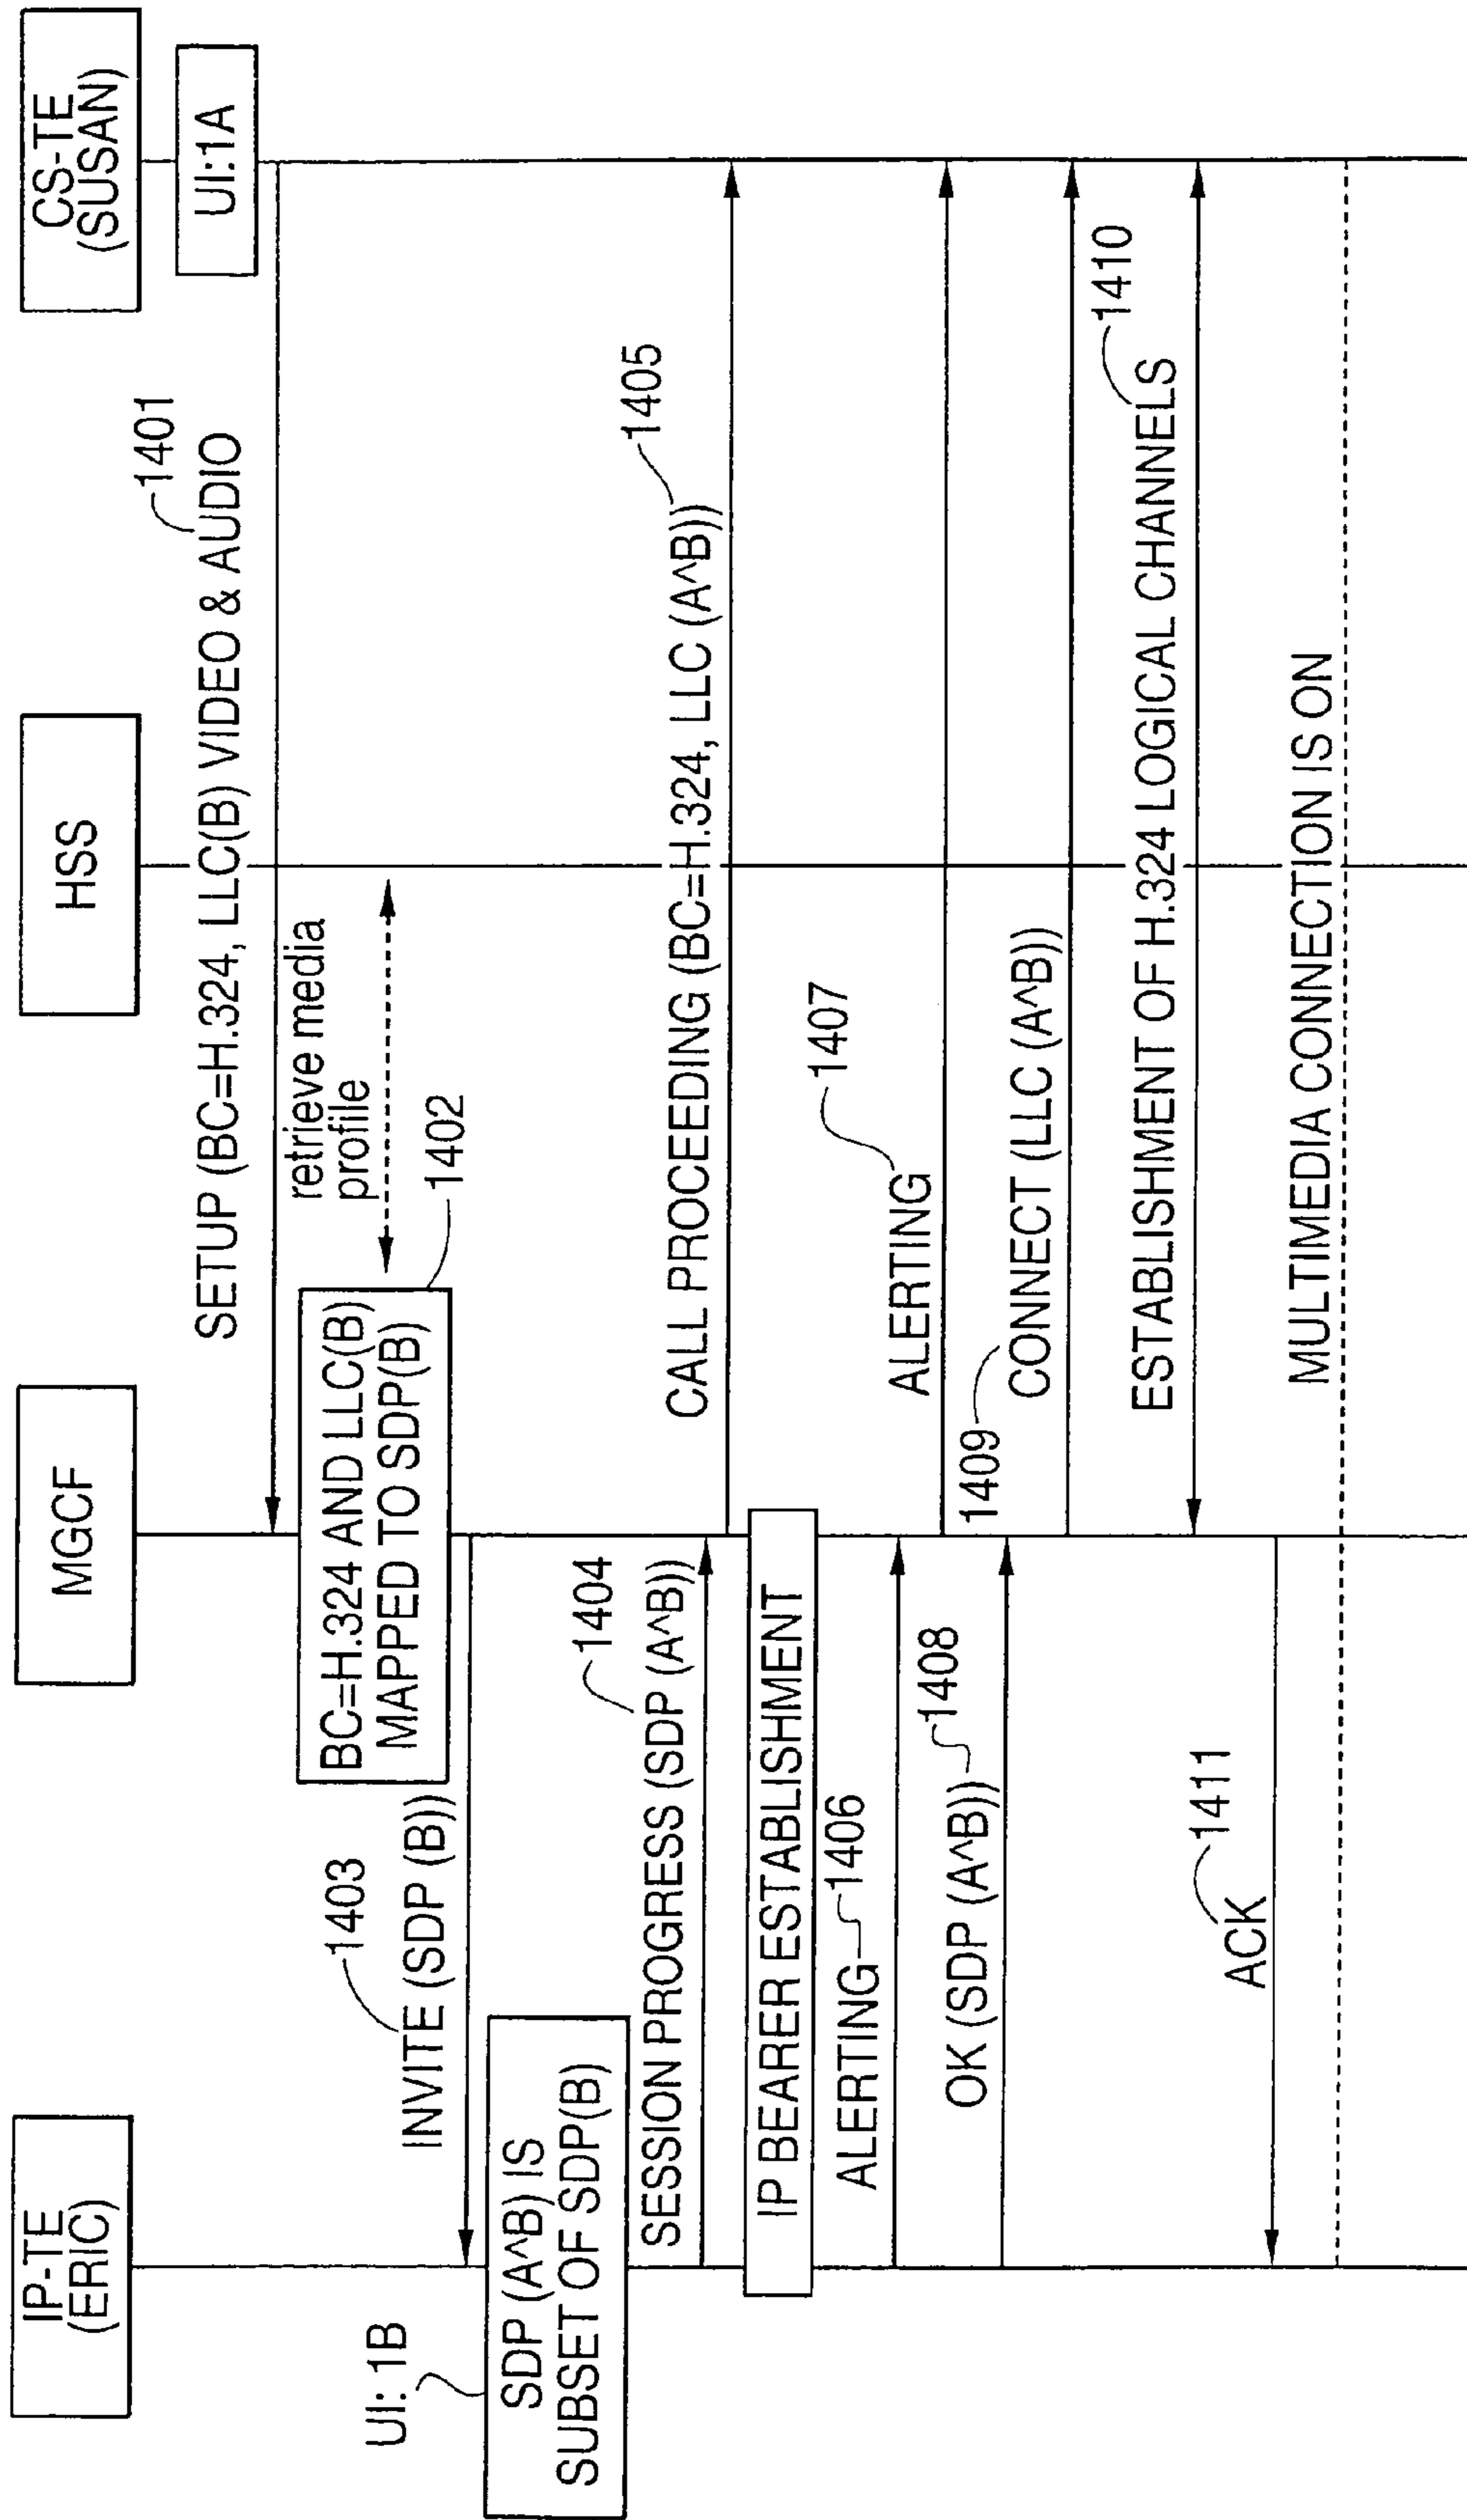 IP-TE
(ERIC)
MGCF
HSS
CS-TE
(SUSAN)
UI:1A
1401
SETUP (BC=H.324, LLC(B) VIDEO & AUDIO
retrieve media
profile
1402
BC=H.324 AND LLC(B)
MAPPED TO SDP(B)
1403
INVITE (SDP (B))
UI: 1B
SDP (A^B) IS
SUBSET OF SDP(B)
1404
SESSION PROGRESS (SDP (A^B))
1405
CALL PROCEEDING (BC=H.324, LLC (A^B))
IP BEARER ESTABLISHMENT
ALERTING
1406
1407
ALERTING
1408
OK (SDP (A^B))
1409
CONNECT (LLC (A^B))
1410
ESTABLISHMENT OF H.324 LOGICAL CHANNELS
1411
ACK
MULTIMEDIA CONNECTION IS ON